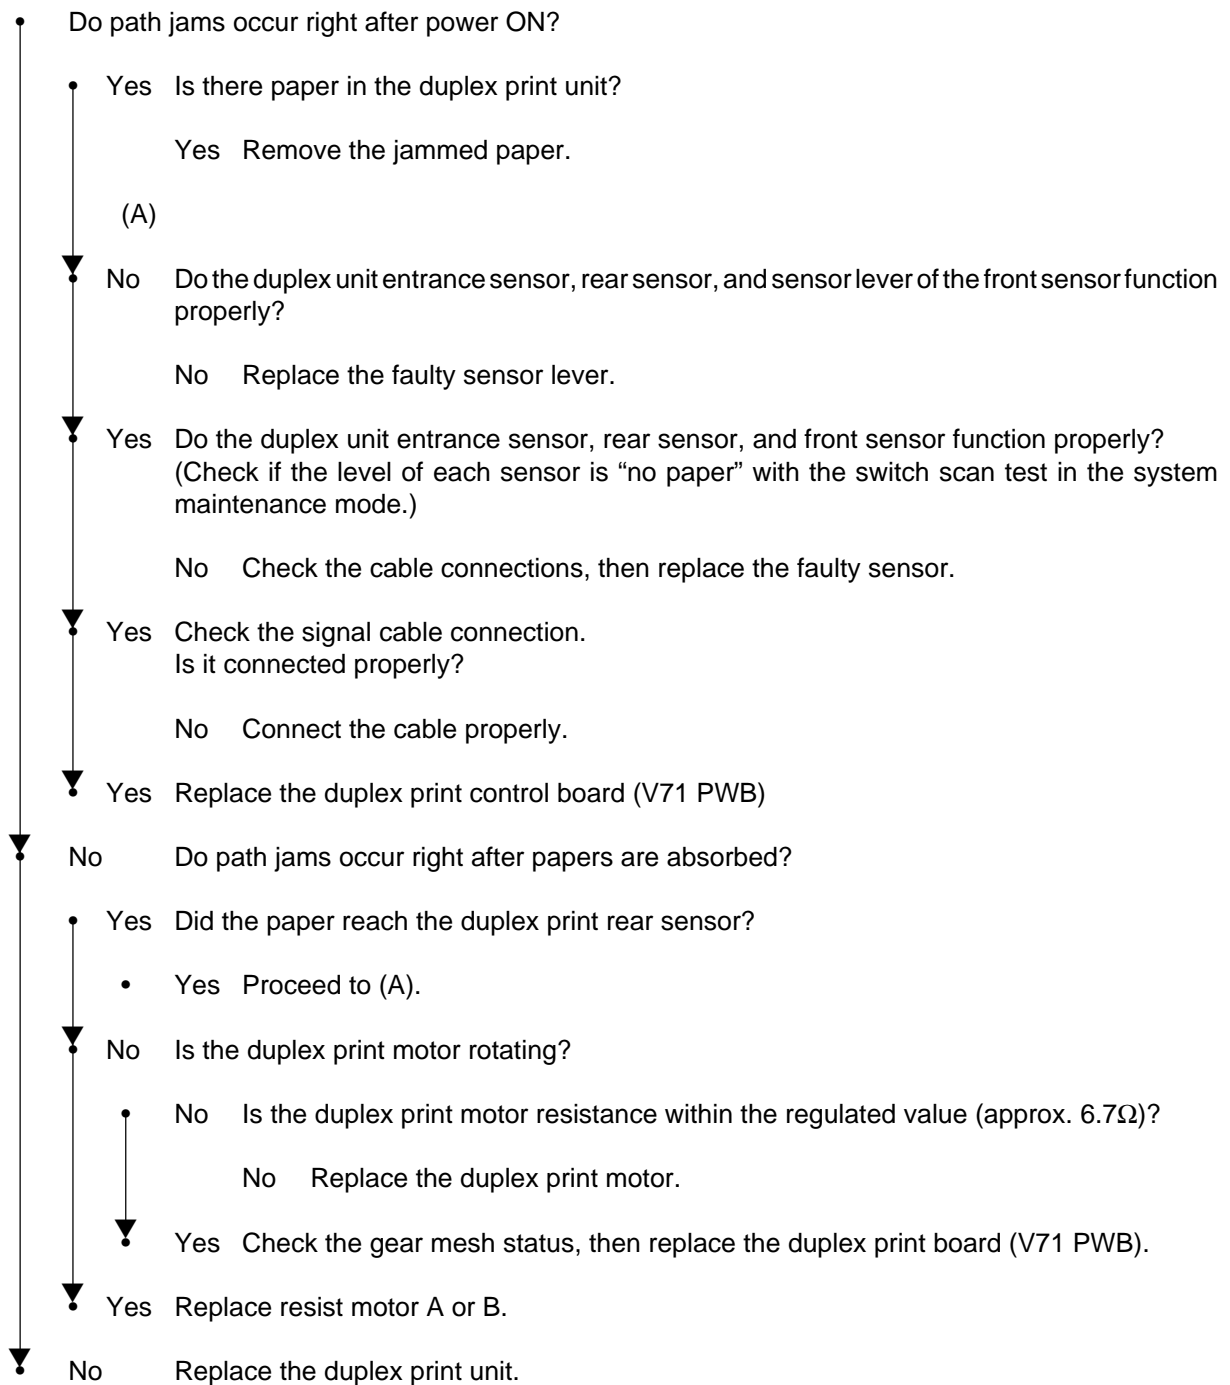 Do path jams occur right after power ON?
Yes Is there paper in the duplex print unit?
Yes Remove the jammed paper.
(A)
No Do the duplex unit entrance sensor, rear sensor, and sensor lever of the front sensor function
properly?
No Replace the faulty sensor lever.
Yes Do the duplex unit entrance sensor, rear sensor, and front sensor function properly?
(Check if the level of each sensor is “no paper” with the switch scan test in the system
maintenance mode.)
No Check the cable connections, then replace the faulty sensor.
Yes Check the signal cable connection.
Is it connected properly?
No Connect the cable properly.
Yes Replace the duplex print control board (V71 PWB)
No Do path jams occur right after papers are absorbed?
Yes Did the paper reach the duplex print rear sensor?
• Yes Proceed to (A).
No Is the duplex print motor rotating?
No Is the duplex print motor resistance within the regulated value (approx. 6.7Ω)?
No Replace the duplex print motor.
Yes Check the gear mesh status, then replace the duplex print board (V71 PWB).
Yes Replace resist motor A or B.
No Replace the duplex print unit.